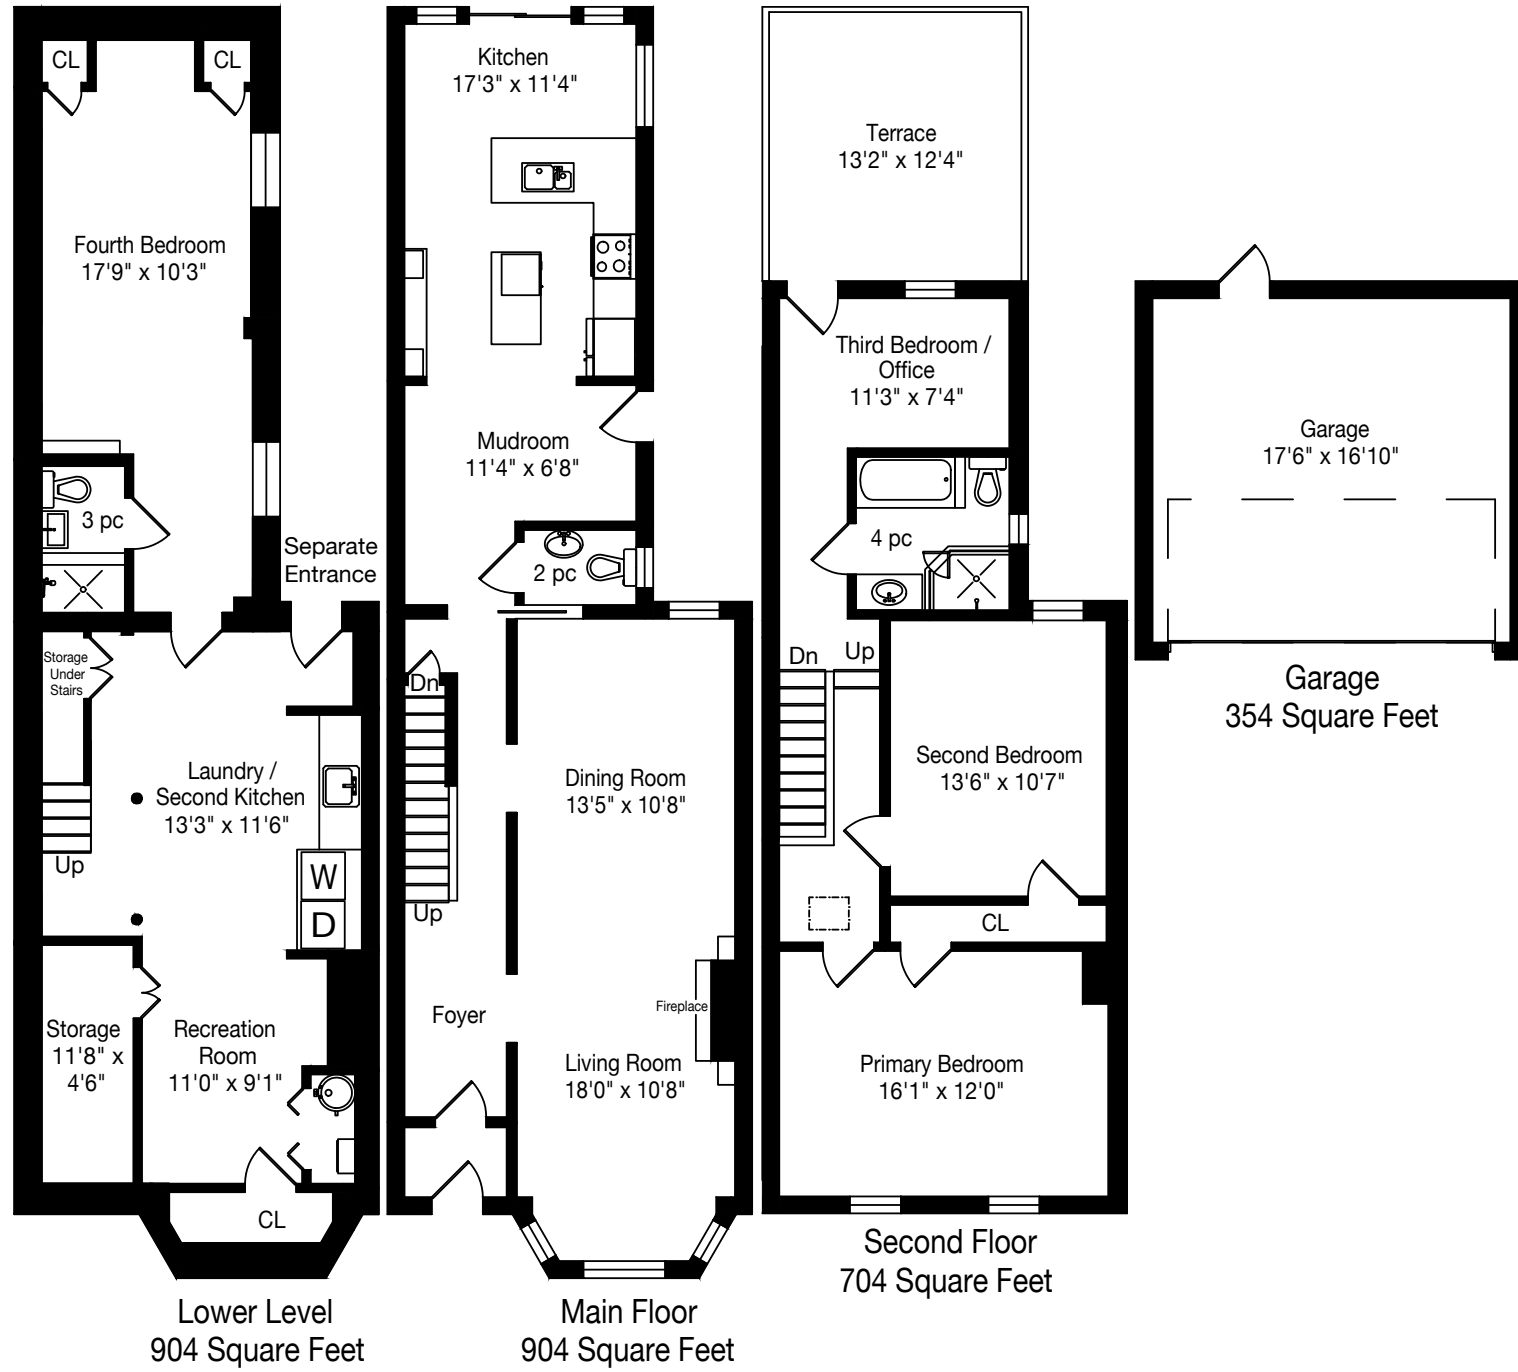 CL
CL
Fourth Bedroom
17'9" x 10'3"
3 pc
Separate
Entrance
Storage
Under
Stairs
Laundry /
Second Kitchen
13'3" x 11'6"
Up
W
D
Storage
11'8" x
4'6"
Recreation
Room
11'0" x 9'1"
CL
Lower Level
904 Square Feet
Kitchen
17'3" x 11'4"
Mudroom
11'4" x 6'8"
2 pc
Dn
Up
Dining Room
13'5" x 10'8"
Foyer
Fireplace
Living Room
18'0" x 10'8"
Main Floor
904 Square Feet
Terrace
13'2" x 12'4"
Third Bedroom /
Office
11'3" x 7'4"
4 pc
Dn
Up
Second Bedroom
13'6" x 10'7"
CL
Primary Bedroom
16'1" x 12'0"
Second Floor
704 Square Feet
Garage
17'6" x 16'10"
Garage
354 Square Feet